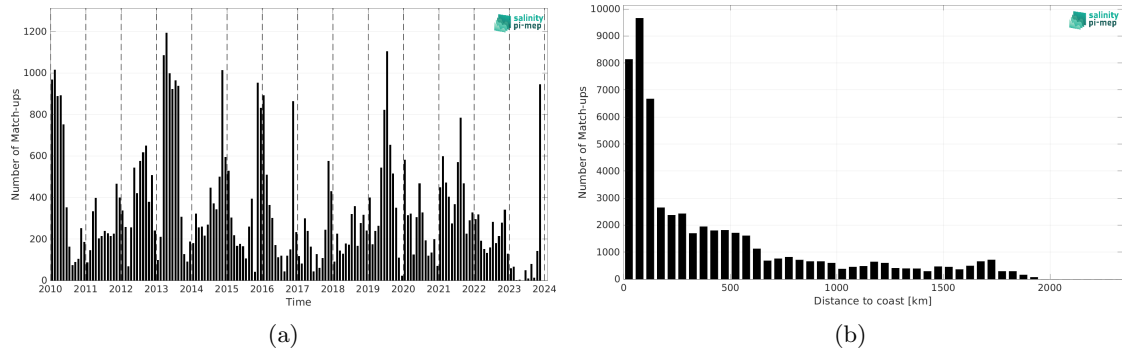 salinity
pi-mep
Number of Match-ups
1200
1000
800
600
400
200
0
2010 2011 2012 2013 2014 2015 2016 2017 2018 2019 2020 2021 2022 2023 2024
Time
(a)
salinity
pi-mep
Number of Match-ups
10000
9000
8000
7000
6000
5000
4000
3000
2000
1000
0
0 500 1000 1500 2000
Distance to coast [km]
(b)